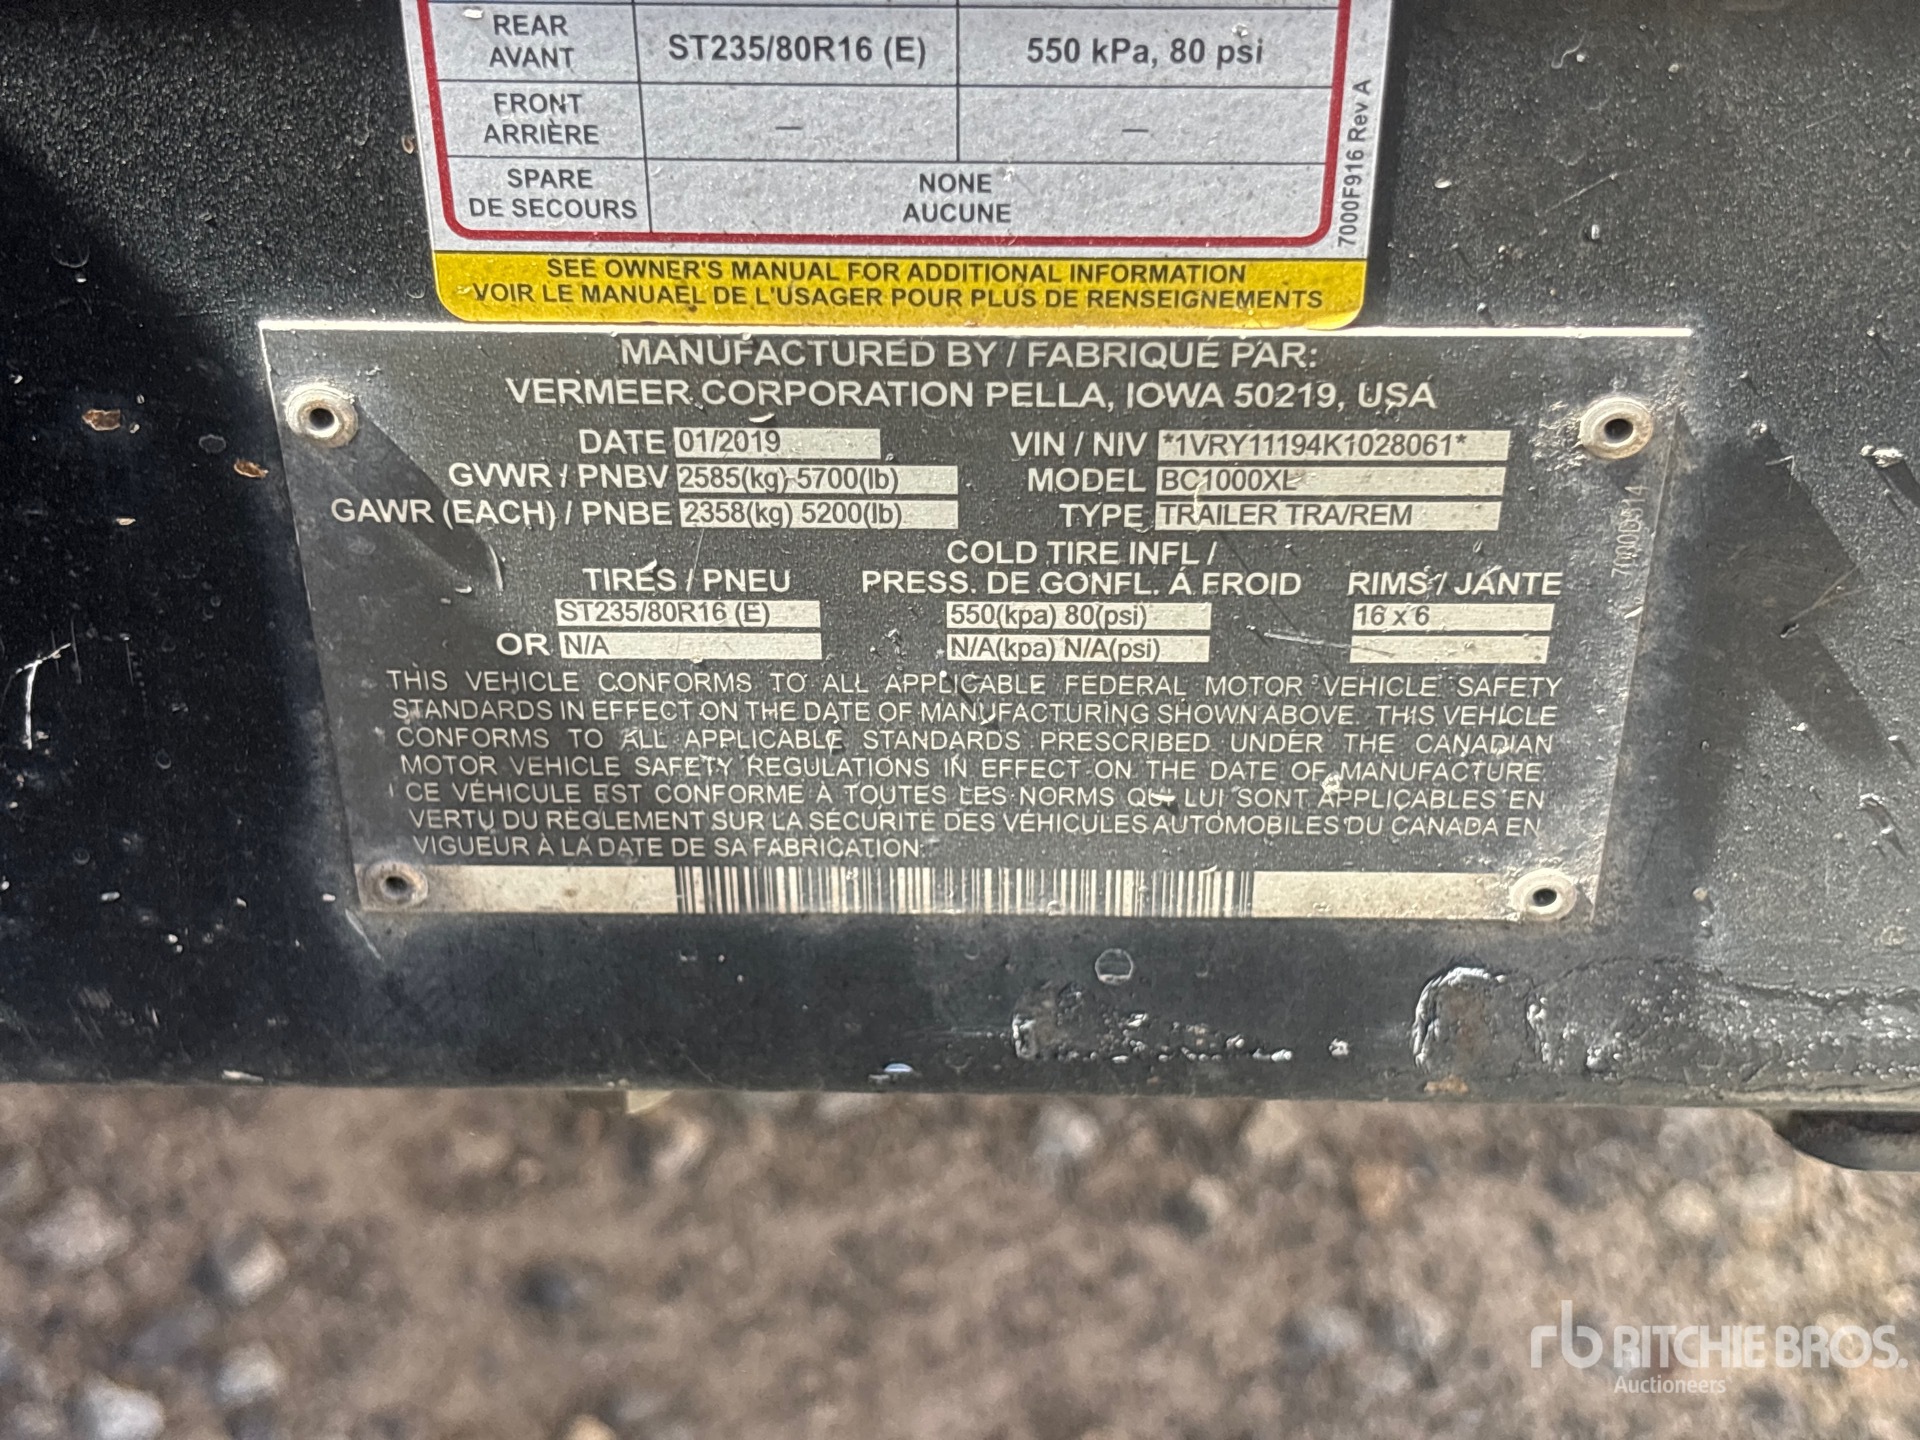 REAR
AVANT
ST235/80R16 (E)
550 kPa, 80 psi
FRONT
ARRIÈRE
—
—
SPARE
DE SECOURS
NONE
AUCUNE
7000F916 Rev A
SEE OWNER'S MANUAL FOR ADDITIONAL INFORMATION
VOIR LE MANUAEL DE L'USAGER POUR PLUS DE RENSEIGNEMENTS
MANUFACTURED BY / FABRIQUÉ PAR:
VERMEER CORPORATION PELLA, IOWA 50219, USA
DATE 01/2019 VIN / NIV *1VRY11194K1028061*
GVWR / PNBV 2585(kg) 5700(lb) MODEL BC1000XL
GAWR (EACH) / PNBE 2358(kg) 5200(lb) TYPE TRAILER TRA/REM
COLD TIRE INFL /
TIRES / PNEU PRESS. DE GONFL. À FROID RIMS / JANTE
ST235/80R16 (E) 550(kpa) 80(psi) 16 x 6
OR N/A N/A(kpa) N/A(psi)
THIS VEHICLE CONFORMS TO ALL APPLICABLE FEDERAL MOTOR VEHICLE SAFETY
STANDARDS IN EFFECT ON THE DATE OF MANUFACTURING SHOWN ABOVE. THIS VEHICLE
CONFORMS TO ALL APPLICABLE STANDARDS PRESCRIBED UNDER THE CANADIAN
MOTOR VEHICLE SAFETY REGULATIONS IN EFFECT ON THE DATE OF MANUFACTURE.
CE VÉHICULE EST CONFORME À TOUTES LES NORMS QUI LUI SONT APPLICABLES EN
VERTU DU RÈGLEMENT SUR LA SÉCURITÉ DES VÉHICULES AUTOMOBILES DU CANADA EN
VIGUEUR À LA DATE DE SA FABRICATION.
rb RITCHIE BROS.
Auctioneers